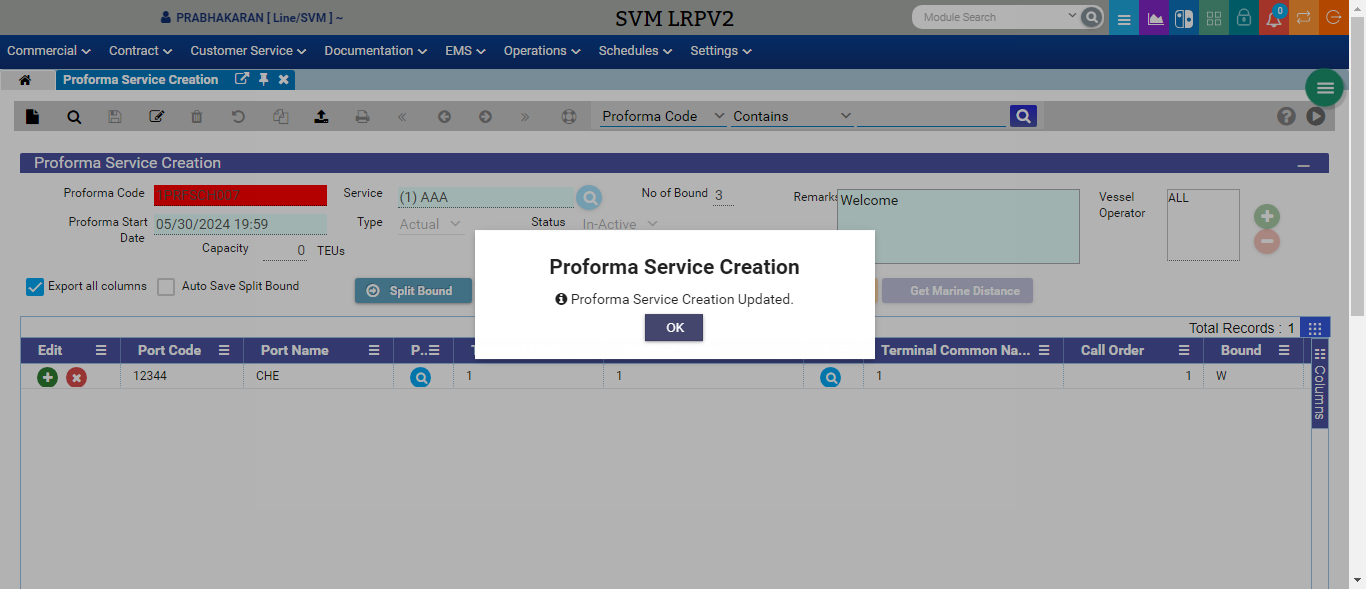 PRABHAKARAN [ Line/SVM ] ~
SVM LRPV2
Module Search
0
Commercial Contract Customer Service Documentation EMS Operations Schedules Settings
Proforma Service Creation
Proforma Code Contains
Proforma Service Creation
Proforma Code Service (1) AAA No of Bound 3 Remarks Welcome Vessel Operator ALL
Proforma Start Date 05/30/2024 19:59 Type Actual Status In-Active
Capacity 0 TEUs
Proforma Service Creation
Proforma Service Creation Updated.
OK
Export all columns Auto Save Split Bound Split Bound Get Marine Distance
Total Records : 1
Edit Port Code Port Name P.. Terminal Common Na... Call Order Bound
12344 CHE 1 1 1 1 W
Columns